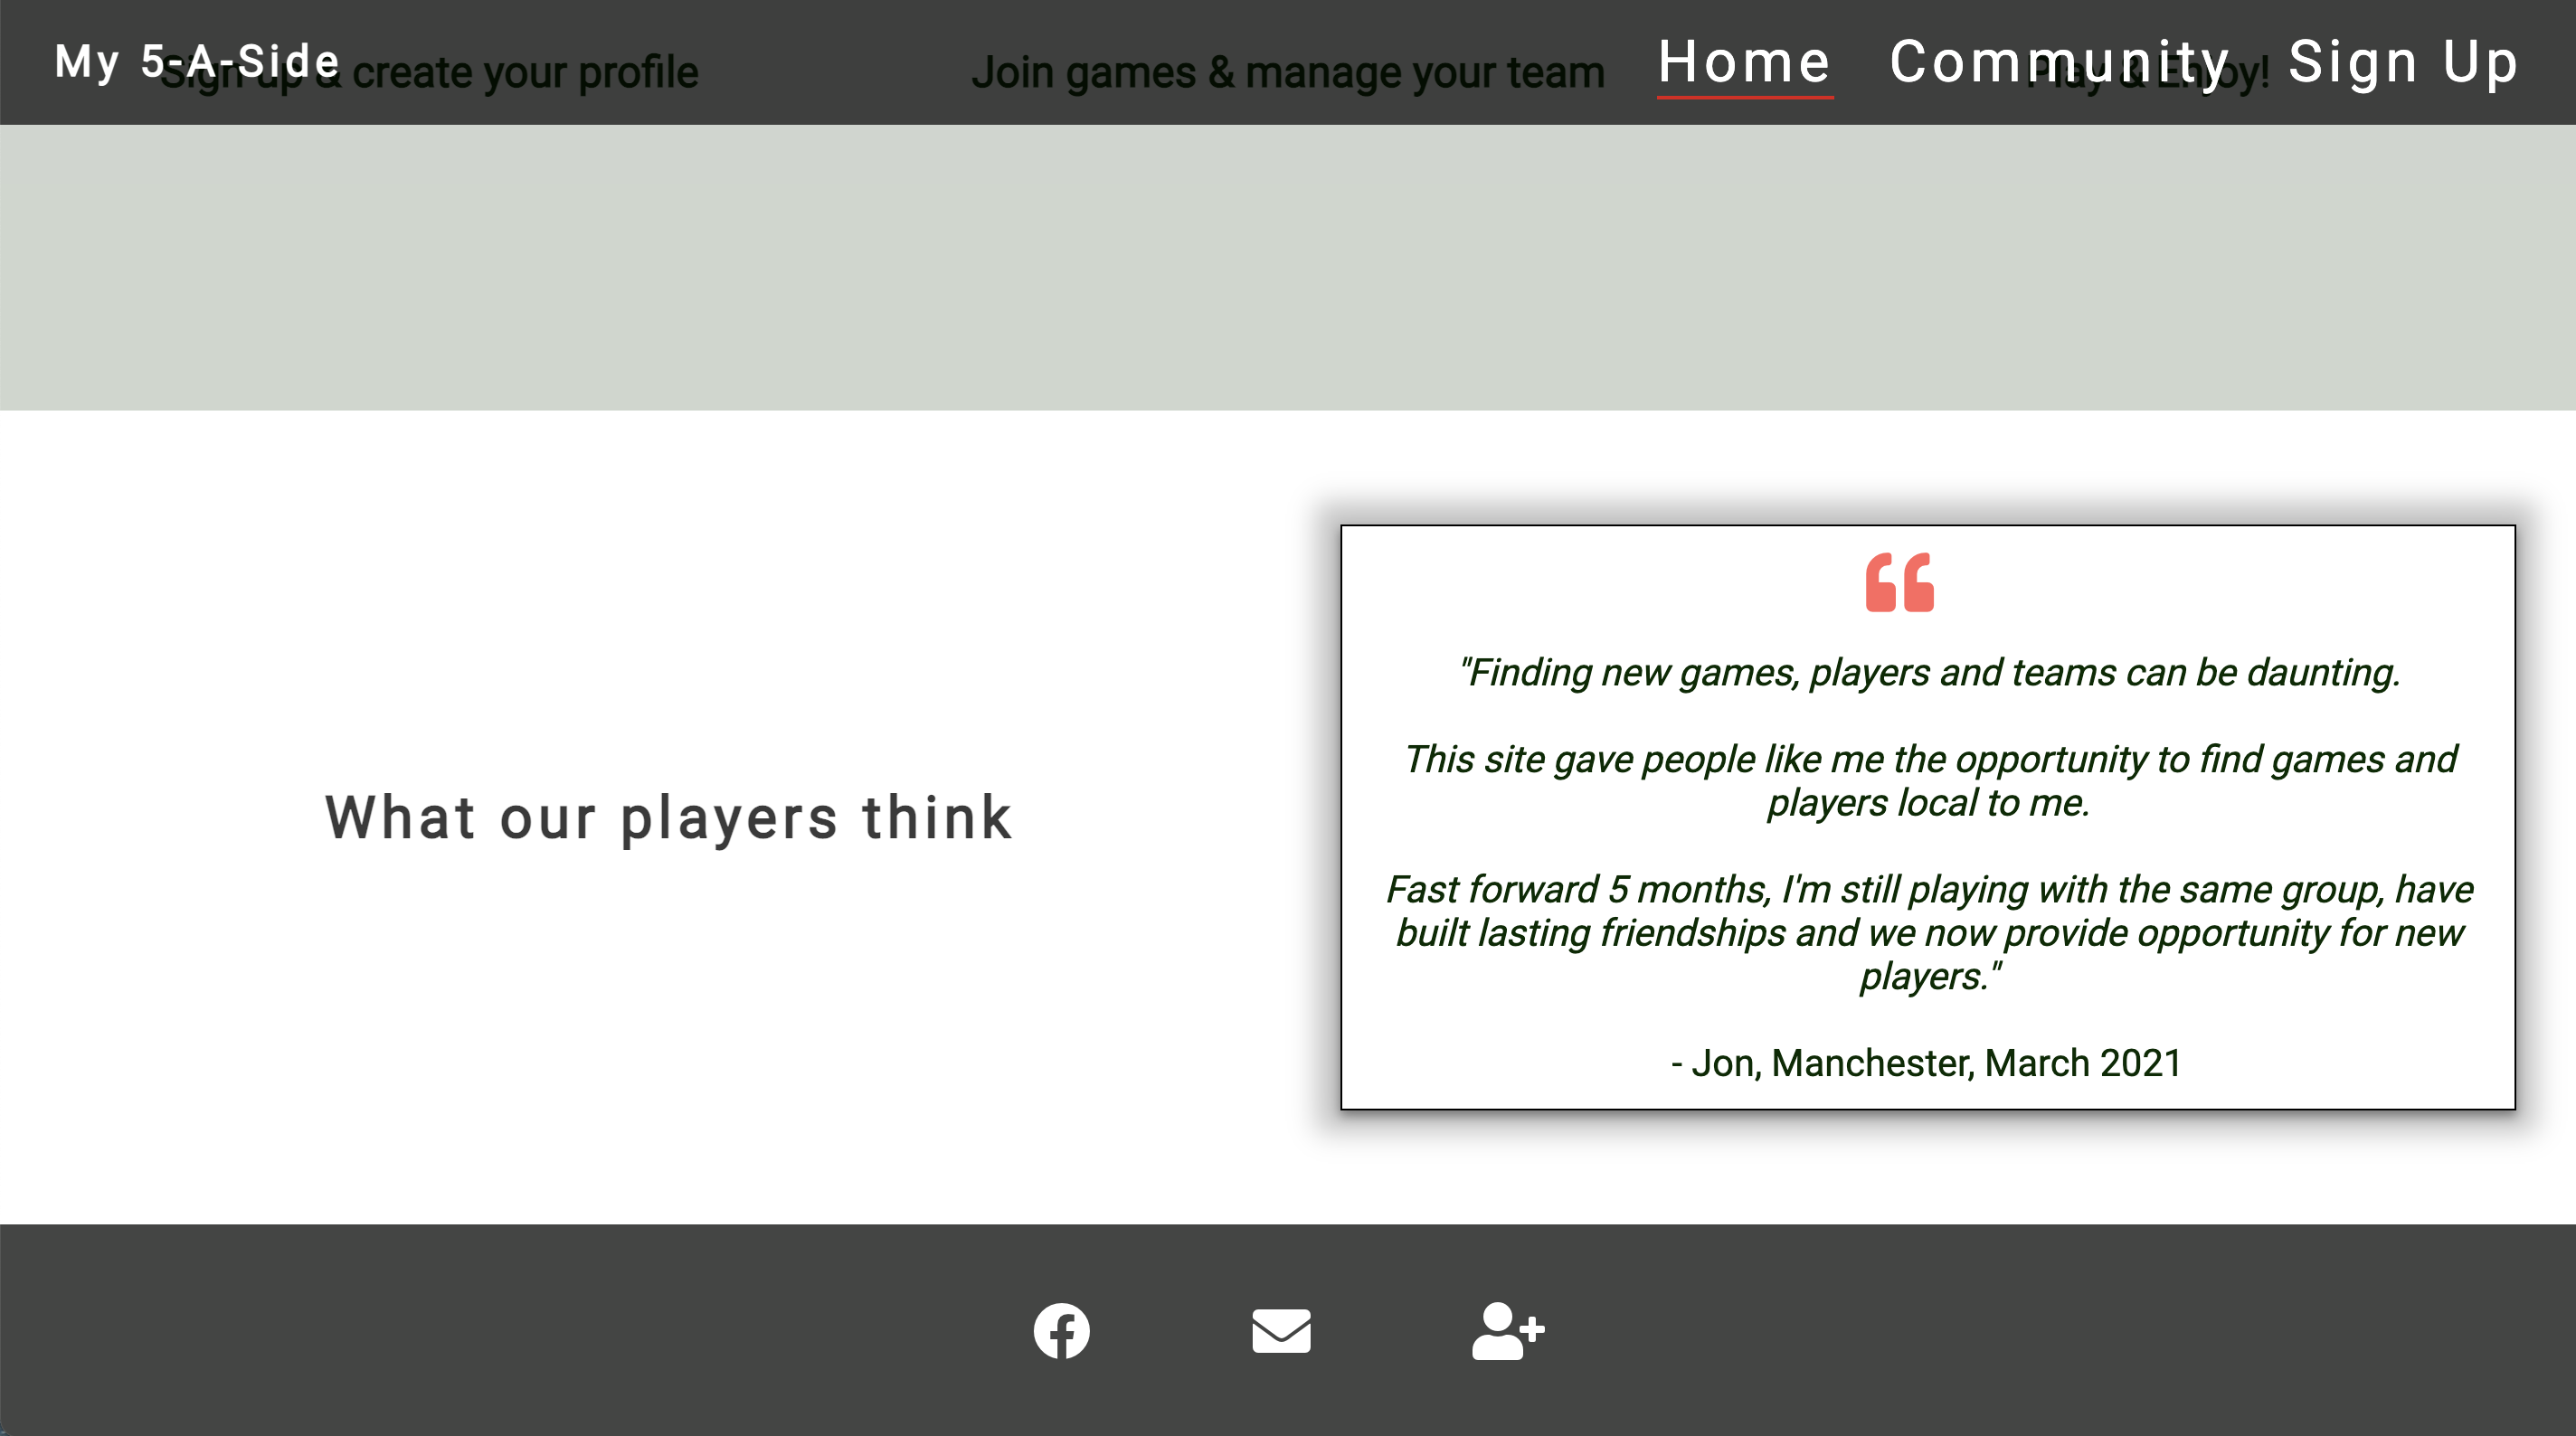 My 5-A-Side
Home Community Sign Up
Sign up & create your profile
Join games & manage your team
Play & Enjoy!
What our players think
"Finding new games, players and teams can be daunting.
This site gave people like me the opportunity to find games and
players local to me.
Fast forward 5 months, I'm still playing with the same group, have
built lasting friendships and we now provide opportunity for new
players."
- Jon, Manchester, March 2021